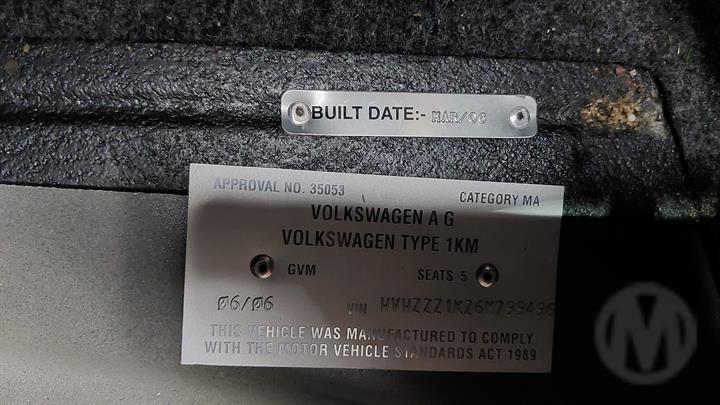 BUILT DATE:- MAR/06
APPROVAL NO. 35053 CATEGORY MA
VOLKSWAGEN A G
VOLKSWAGEN TYPE 1KM
GVM SEATS 5
06/06 VIN
THIS VEHICLE WAS MANUFACTURED TO COMPLY
WITH THE MOTOR VEHICLE STANDARDS ACT 1989
M